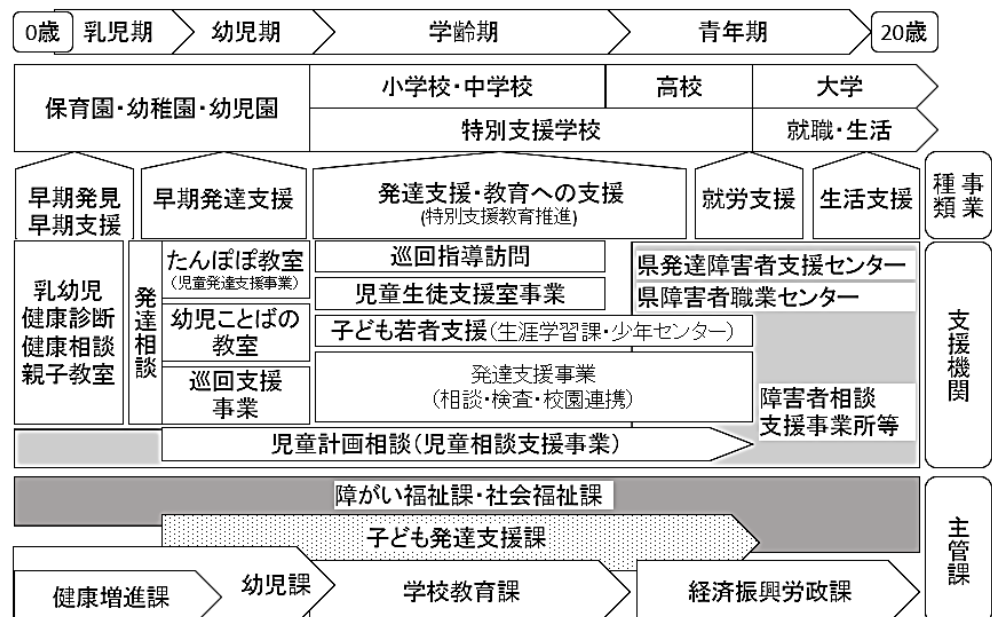 0歳 乳児期 幼児期 学齢期 青年期 20歳
保育園・幼稚園・幼児園
小学校・中学校 高校 大学
特別支援学校 就職・生活
早期発見
早期支援
早期発達支援
発達支援・教育への支援
(特別支援教育推進)
就労支援
生活支援
事業
種類
乳幼児
健康診断
健康相談
親子教室
発達相談
たんぽぽ教室
(児童発達支援事業)
幼児ことばの
教室
巡回支援
事業
巡回指導訪問
児童生徒支援室事業
子ども若者支援(生涯学習課・少年センター)
発達支援事業
(相談・検査・校園連携)
県発達障害者支援センター
県障害者職業センター
障害者相談
支援事業所等
児童計画相談(児童相談支援事業)
支援機関
障がい福祉課・社会福祉課
子ども発達支援課
健康増進課 幼児課 学校教育課 経済振興労政課
主管課